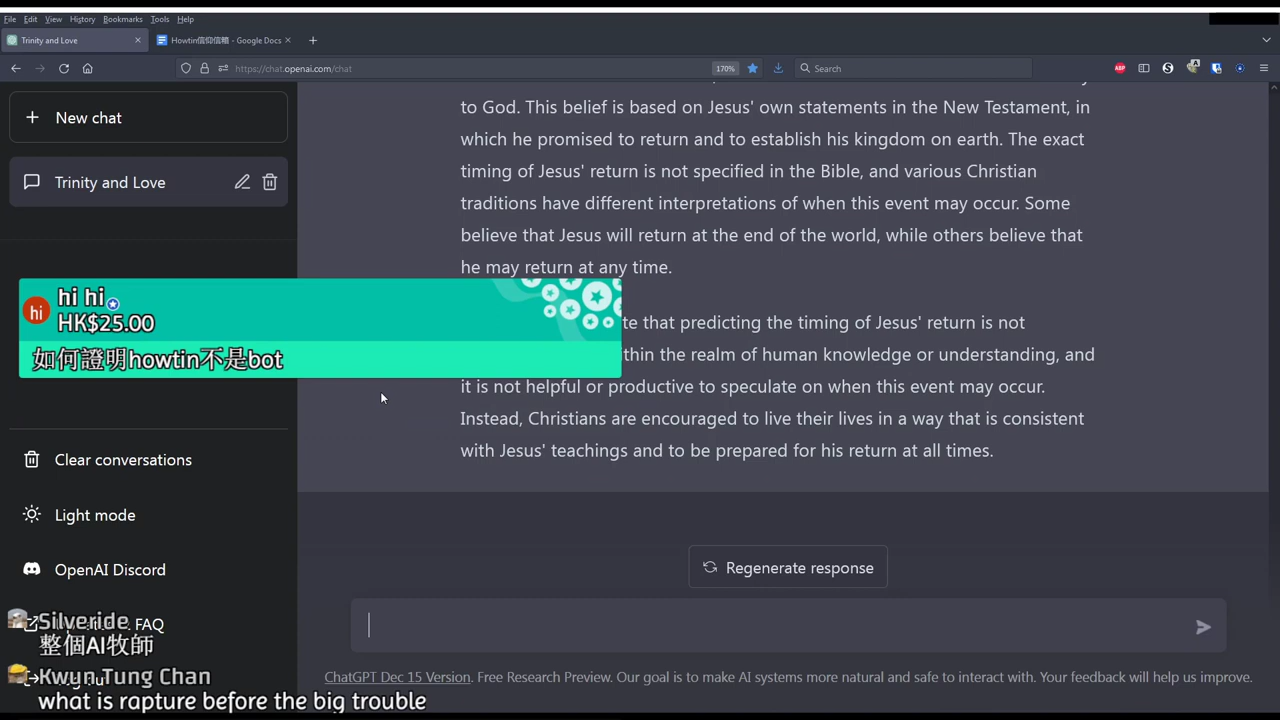 File Edit View History Bookmarks Tools Help
Trinity and Love
Howtin信仰信賴 - Google Docs
https://chat.openai.com/chat
170%
Search
New chat
Trinity and Love
to God. This belief is based on Jesus' own statements in the New Testament, in
which he promised to return and to establish his kingdom on earth. The exact
timing of Jesus' return is not specified in the Bible, and various Christian
traditions have different interpretations of when this event may occur. Some
believe that Jesus will return at the end of the world, while others believe that
he may return at any time.
hi
hi hi
HK$25.00
如何證明howtin不是bot
te that predicting the timing of Jesus' return is not
ithin the realm of human knowledge or understanding, and
it is not helpful or productive to speculate on when this event may occur.
Instead, Christians are encouraged to live their lives in a way that is consistent
with Jesus' teachings and to be prepared for his return at all times.
Clear conversations
Light mode
OpenAI Discord
FAQ
Regenerate response
Silveride
整個AI牧師
Kwun Tung Chan
what is rapture before the big trouble
ChatGPT Dec 15 Version. Free Research Preview. Our goal is to make AI systems more natural and safe to interact with. Your feedback will help us improve.